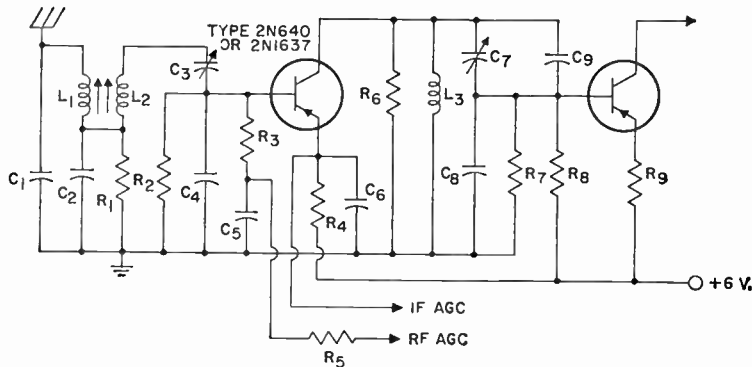 TYPE 2N640
OR 2N1637
C3
C7
C9
L1
L2
R6
L3
R3
C1
C2
R1
R2
C4
C5
R4
C6
C8
R7
R8
R9
+6 V.
IF AGC
RF AGC
R5